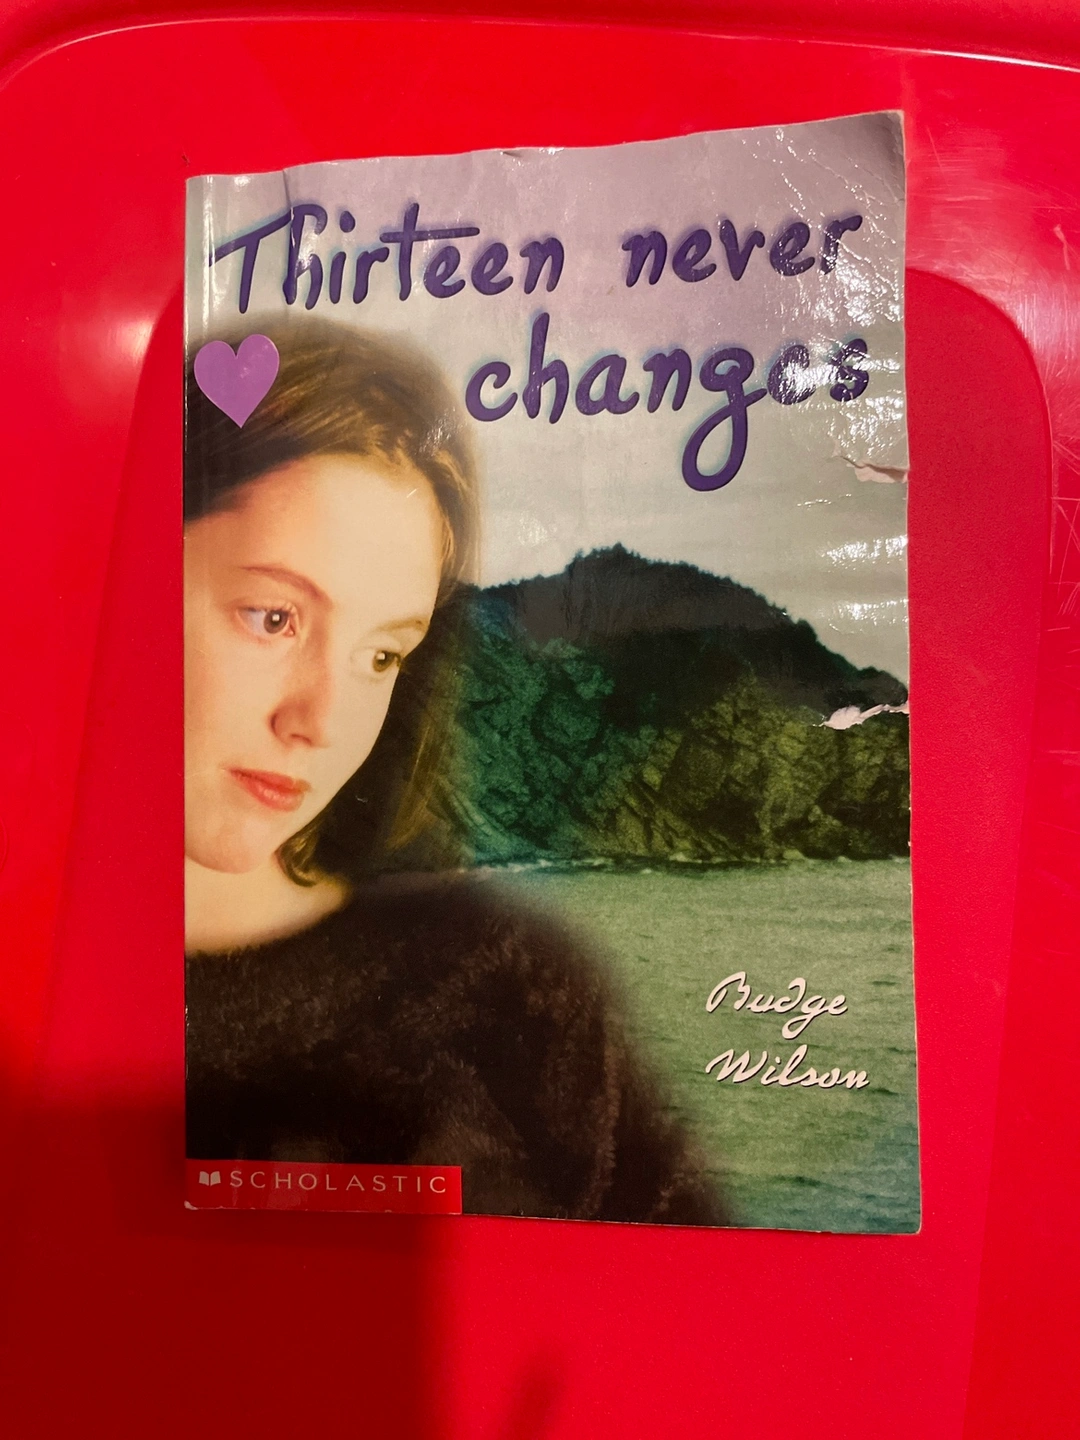 Thirteen never
changes
Budge
Wilson
SCHOLASTIC